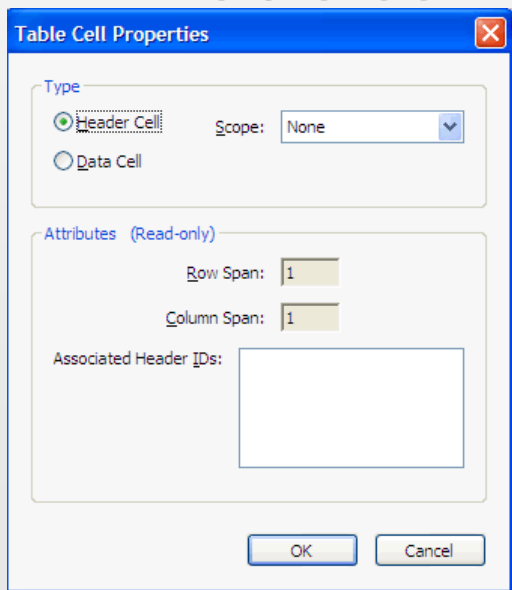 Table Cell Properties
Type
Header Cell Scope: None
Data Cell
Attributes (Read-only)
Row Span: 1
Column Span: 1
Associated Header IDs:
OK Cancel